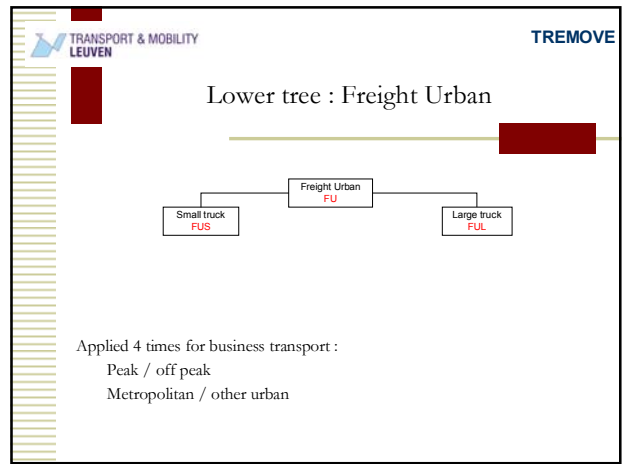 TRANSPORT & MOBILITY
LEUVEN
TREMOVE
Lower tree : Freight Urban
Freight Urban
FU
Small truck
FUS
Large truck
FUL
Applied 4 times for business transport :
Peak / off peak
Metropolitan / other urban